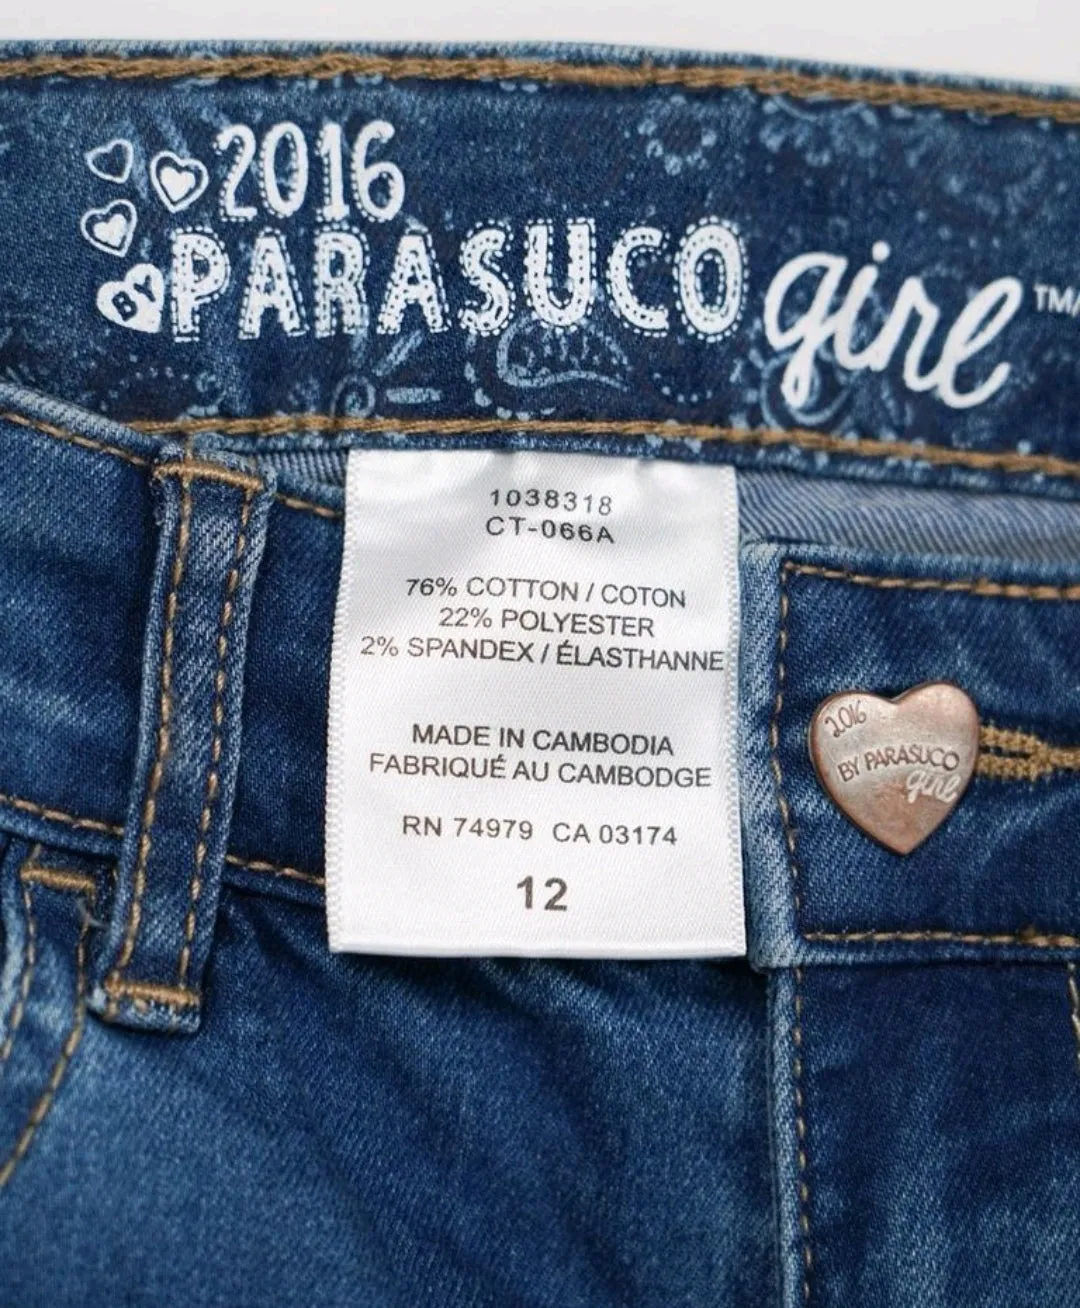 2016
BY PARASUCO girl TM/
1038318
CT-066A
76% COTTON / COTON
22% POLYESTER
2% SPANDEX / ÉLASTHANNE
MADE IN CAMBODIA
FABRIQUÉ AU CAMBODGE
RN 74979 CA 03174
12
2016
BY PARASUCO
girl